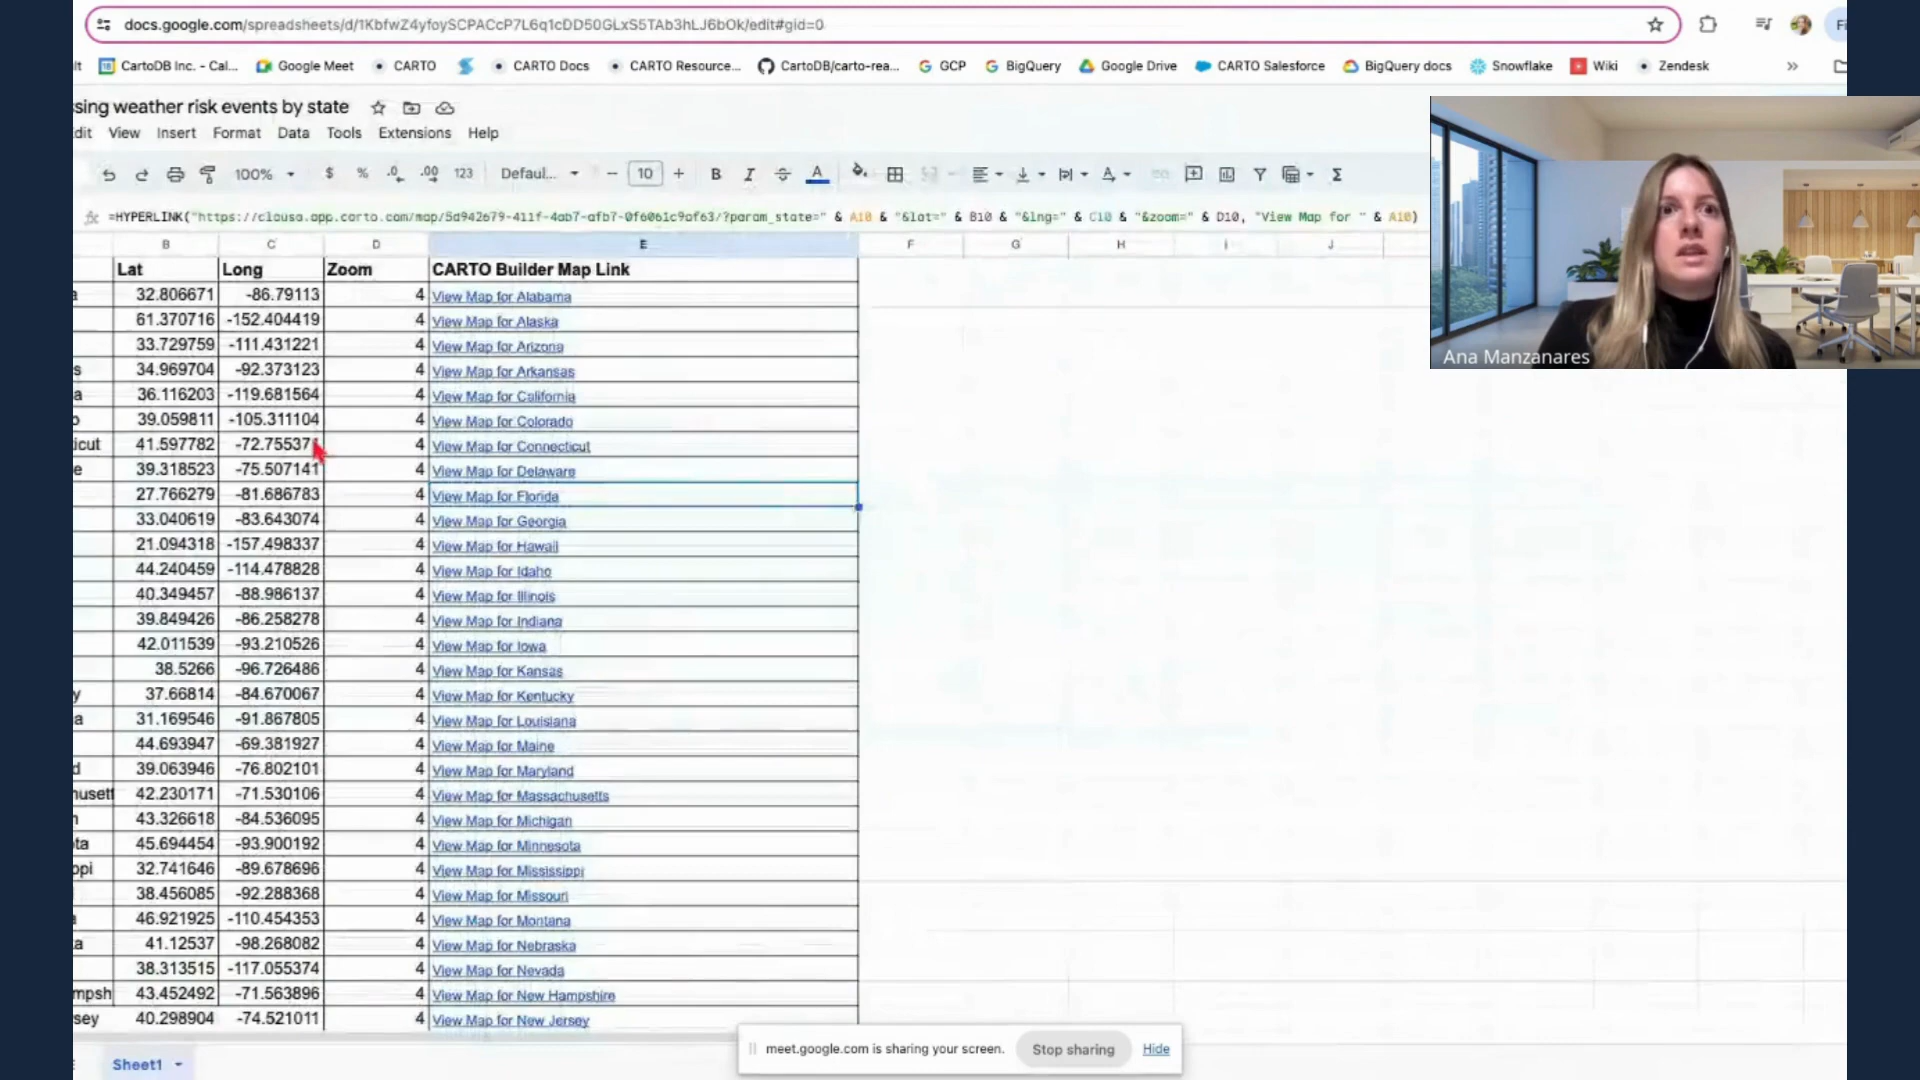 docs.google.com/spreadsheets/d/1KbfwZ4yfoySCPACcP7L6q1cDD50GLxS5TAb3hLJ6bOk/edit#gid=0
CartoDB Inc. - Cal... Google Meet CARTO CARTO Docs CARTO Resource... CartoDB/carto-rea... GCP BigQuery Google Drive CARTO Salesforce BigQuery docs Snowflake Wiki Zendesk »
sing weather risk events by state
dit View Insert Format Data Tools Extensions Help
100% $ % .0 .00 123 Defaul... − 10 + B I A Σ
fx =HYPERLINK("https://clausa.app.carto.com/map/5d942679-411f-4ab7-afb7-0f6061c9af63/?param_state=" & A10 & "&lat=" & B10 & "&lng=" & C10 & "&zoom=" & D10, "View Map for " & A10)
B C D E F G H I J
Lat Long Zoom CARTO Builder Map Link
a 32.806671 -86.79113 4 View Map for Alabama
61.370716 -152.404419 4 View Map for Alaska
33.729759 -111.431221 4 View Map for Arizona
s 34.969704 -92.373123 4 View Map for Arkansas
a 36.116203 -119.681564 4 View Map for California
o 39.059811 -105.311104 4 View Map for Colorado
icut 41.597782 -72.755371 4 View Map for Connecticut
e 39.318523 -75.507141 4 View Map for Delaware
27.766279 -81.686783 4 View Map for Florida
33.040619 -83.643074 4 View Map for Georgia
21.094318 -157.498337 4 View Map for Hawaii
44.240459 -114.478828 4 View Map for Idaho
40.349457 -88.986137 4 View Map for Illinois
39.849426 -86.258278 4 View Map for Indiana
42.011539 -93.210526 4 View Map for Iowa
38.5266 -96.726486 4 View Map for Kansas
y 37.66814 -84.670067 4 View Map for Kentucky
a 31.169546 -91.867805 4 View Map for Louisiana
44.693947 -69.381927 4 View Map for Maine
d 39.063946 -76.802101 4 View Map for Maryland
husett 42.230171 -71.530106 4 View Map for Massachusetts
n 43.326618 -84.536095 4 View Map for Michigan
ta 45.694454 -93.900192 4 View Map for Minnesota
opi 32.741646 -89.678696 4 View Map for Mississippi
38.456085 -92.288368 4 View Map for Missouri
a 46.921925 -110.454353 4 View Map for Montana
ka 41.12537 -98.268082 4 View Map for Nebraska
38.313515 -117.055374 4 View Map for Nevada
mpsh 43.452492 -71.563896 4 View Map for New Hampshire
sey 40.298904 -74.521011 4 View Map for New Jersey
Ana Manzanares
meet.google.com is sharing your screen. Stop sharing Hide
Sheet1